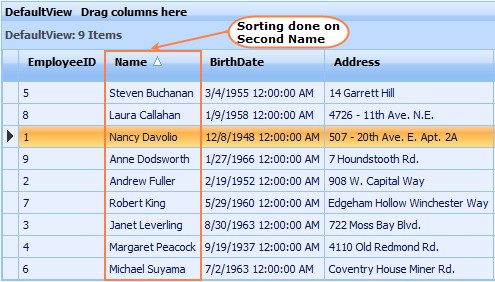 DefaultView Drag columns here
DefaultView: 9 Items
Sorting done on
Second Name
EmployeeID Name BirthDate Address
5 Steven Buchanan 3/4/1955 12:00:00 AM 14 Garrett Hill
8 Laura Callahan 1/9/1958 12:00:00 AM 4726 - 11th Ave. N.E.
1 Nancy Davolio 12/8/1948 12:00:00 AM 507 - 20th Ave. E. Apt. 2A
9 Anne Dodsworth 1/27/1966 12:00:00 AM 7 Houndstooth Rd.
2 Andrew Fuller 2/19/1952 12:00:00 AM 908 W. Capital Way
7 Robert King 5/29/1960 12:00:00 AM Edgeham Hollow Winchester Way
3 Janet Leverling 8/30/1963 12:00:00 AM 722 Moss Bay Blvd.
4 Margaret Peacock 9/19/1937 12:00:00 AM 4110 Old Redmond Rd.
6 Michael Suyama 7/2/1963 12:00:00 AM Coventry House Miner Rd.